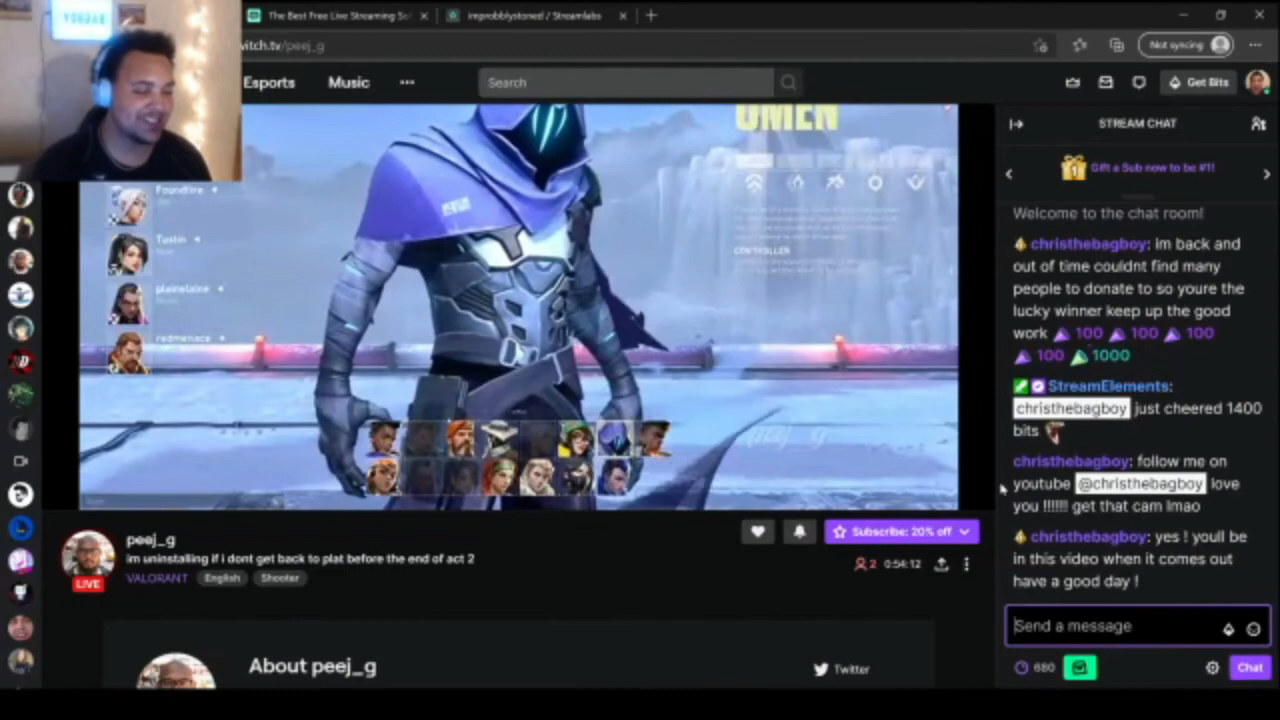 The Best Free Live Streaming So
improbblystoned / Streamlabs
witch.tv/peej_g
Not syncing
Esports
Music
Search
Get Bits
OMEN
Foundfire
Tustin
plainelaine
redmenace
CONTROLLER
STREAM CHAT
Gift a Sub now to be #1!
Welcome to the chat room!
christhebagboy: im back and
out of time couldnt find many
people to donate to so youre the
lucky winner keep up the good
work 100 100 100
100 1000
StreamElements:
christhebagboy just cheered 1400
bits
christhebagboy: follow me on
youtube @christhebagboy love
you !!!!!! get that cam lmao
christhebagboy: yes ! youll be
in this video when it comes out
have a good day !
Send a message
680
Chat
peej_g
LIVE
im uninstalling if i dont get back to plat before the end of act 2
VALORANT English Shooter
Subscribe: 20% off
2 0:54:12
About peej_g
Twitter